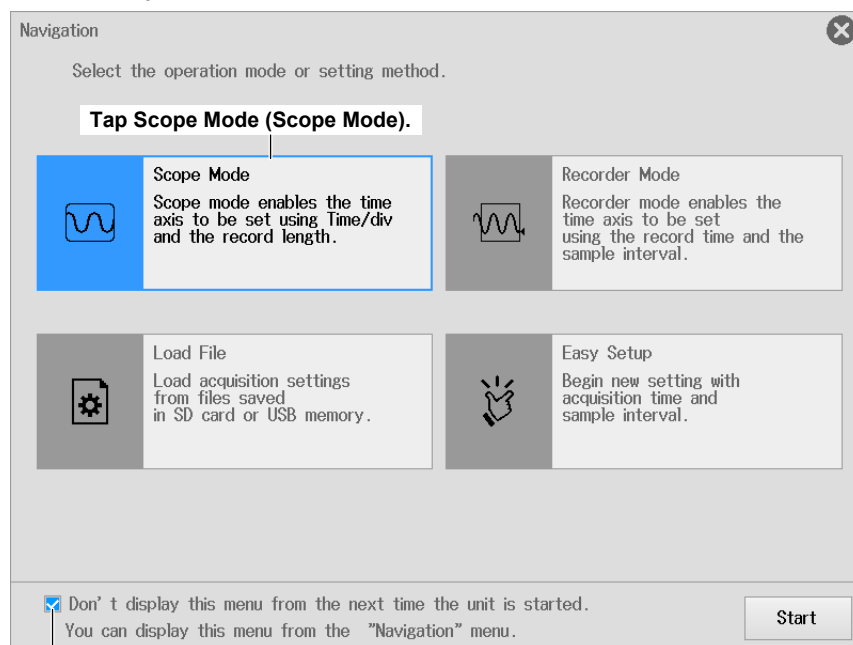 Navigation
Select the operation mode or setting method.
Tap Scope Mode (Scope Mode).
Scope Mode
Scope mode enables the time
axis to be set using Time/div
and the record length.
Recorder Mode
Recorder mode enables the
time axis to be set
using the record time and the
sample interval.
Load File
Load acquisition settings
from files saved
in SD card or USB memory.
Easy Setup
Begin new setting with
acquisition time and
sample interval.
Don't display this menu from the next time the unit is started.
You can display this menu from the "Navigation" menu.
Start